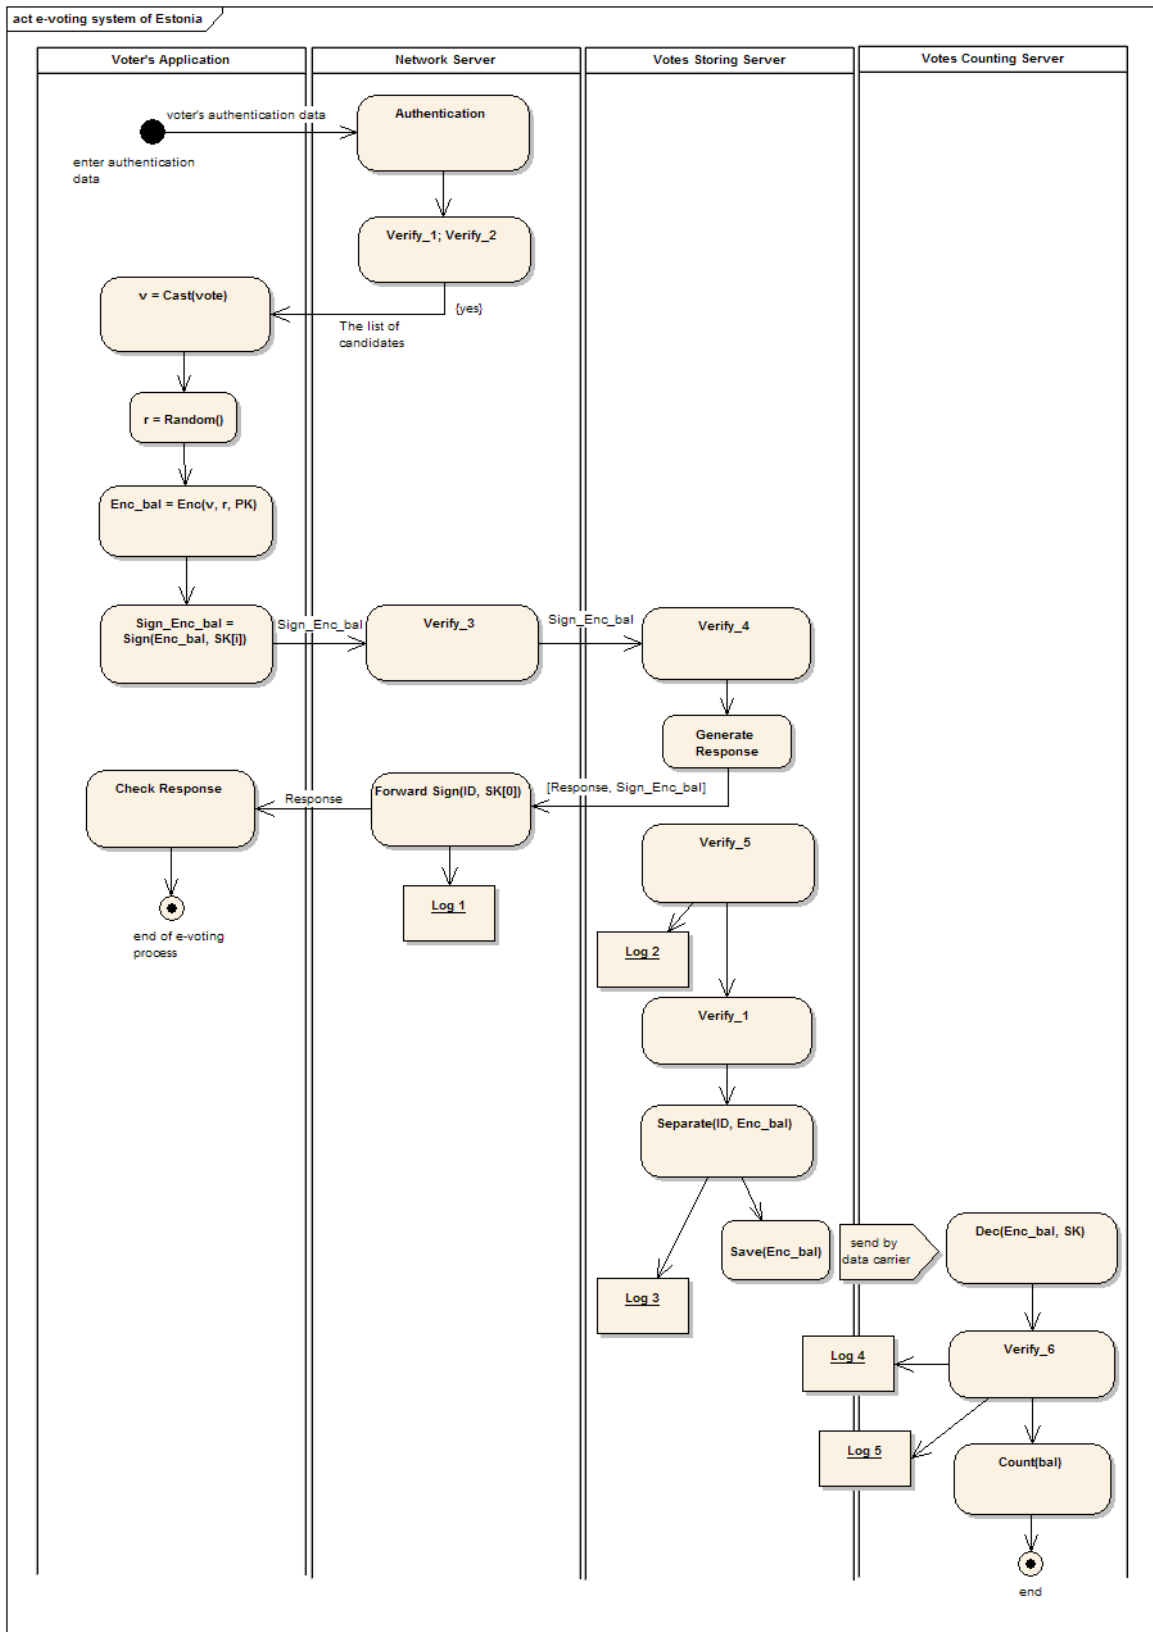 act e-voting system of Estonia
Voter's Application
Network Server
Votes Storing Server
Votes Counting Server
voter's authentication data
Authentication
enter authentication
data
Verify_1; Verify_2
v = Cast(vote)
{yes}
The list of
candidates
r = Random()
Enc_bal = Enc(v, r, PK)
Sign_Enc_bal =
Sign(Enc_bal, SK[i])
Sign_Enc_bal
Verify_3
Sign_Enc_bal
Verify_4
Generate
Response
[Response, Sign_Enc_bal]
Check Response
Response
Forward Sign(ID, SK[0])
Verify_5
Log 1
end of e-voting
process
Log 2
Verify_1
Separate(ID, Enc_bal)
Save(Enc_bal)
send by
data carrier
Dec(Enc_bal, SK)
Log 3
Log 4
Verify_6
Log 5
Count(bal)
end